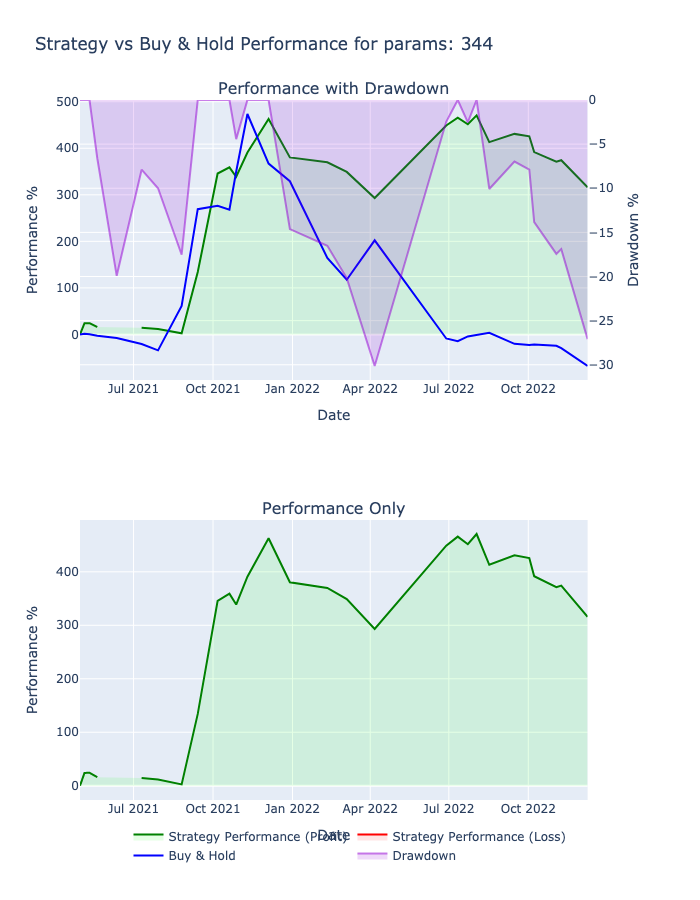 Strategy vs Buy & Hold Performance for params: 344
Performance with Drawdown
500
400
300
200
100
0
Performance %
0
−5
−10
−15
−20
−25
−30
Drawdown %
Jul 2021 Oct 2021 Jan 2022 Apr 2022 Jul 2022 Oct 2022
Date
Performance Only
400
300
200
100
0
Performance %
Jul 2021 Oct 2021 Jan 2022 Apr 2022 Jul 2022 Oct 2022
Date
Strategy Performance (Profit) Strategy Performance (Loss)
Buy & Hold Drawdown